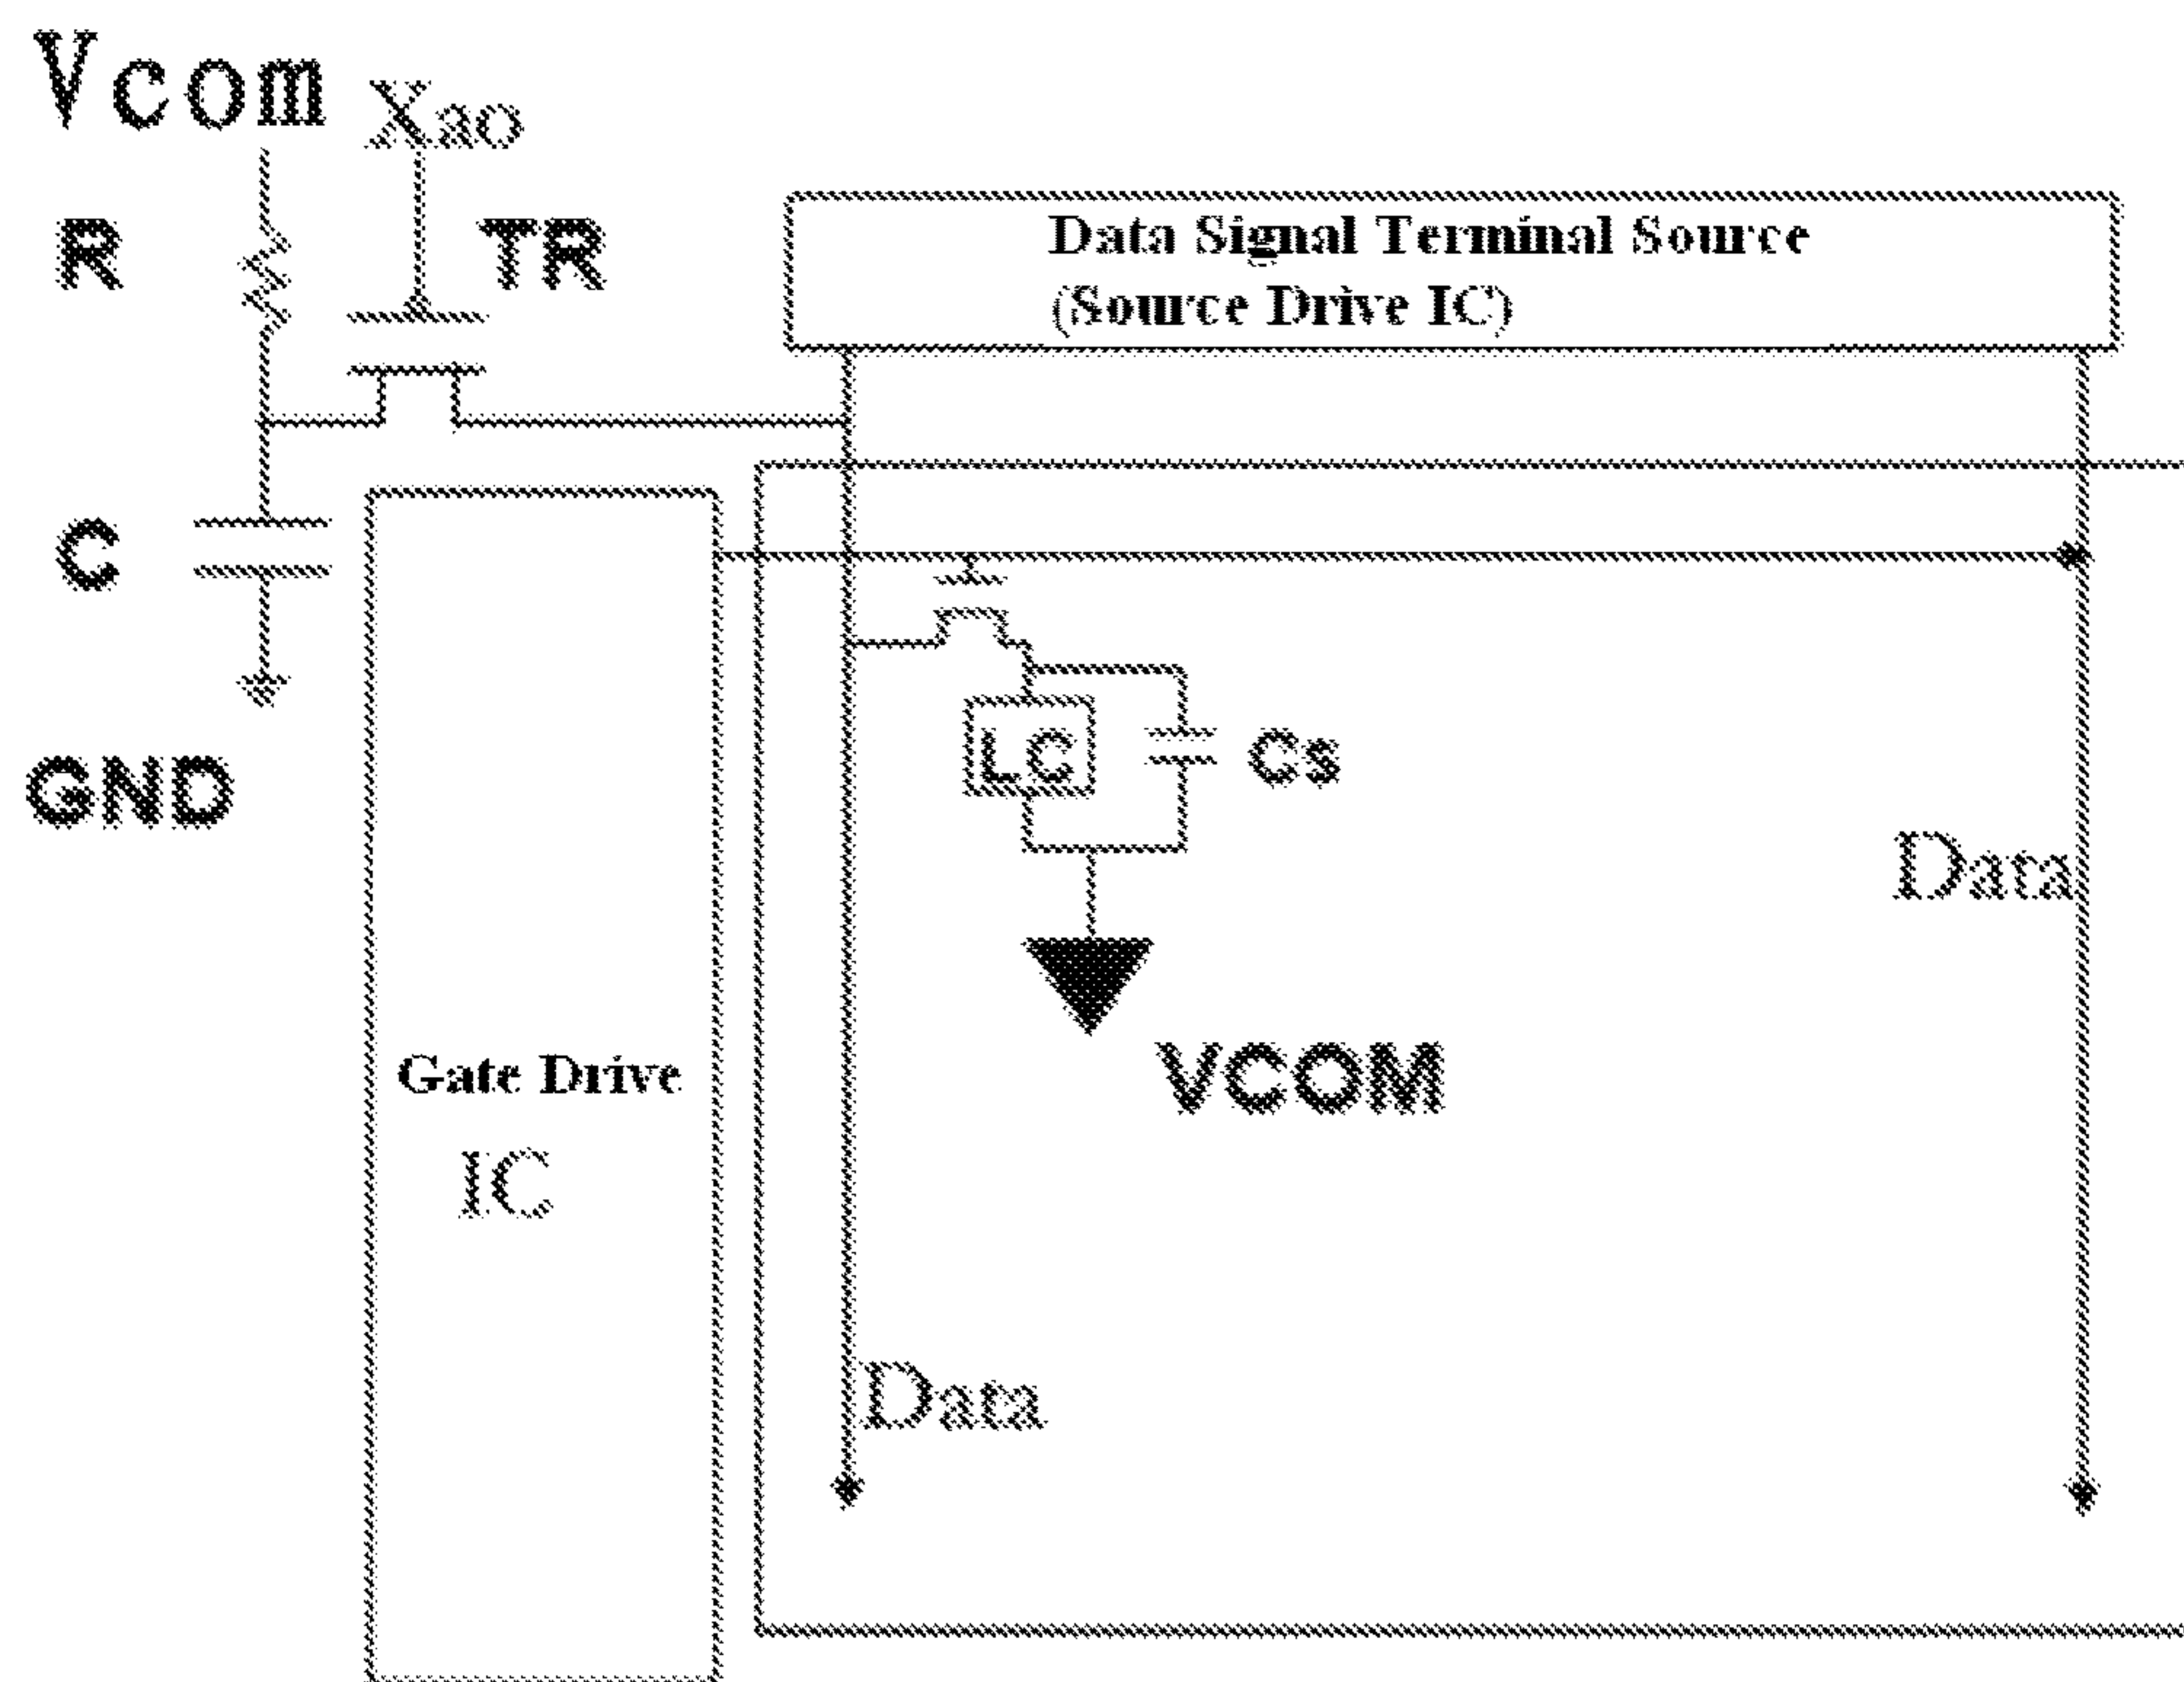 Vcom
Xao
R
TR
Data Signal Terminal Source
(Source Drive IC)
C
LC
Cs
GND
Data
VCOM
Gate Drive
IC
Data